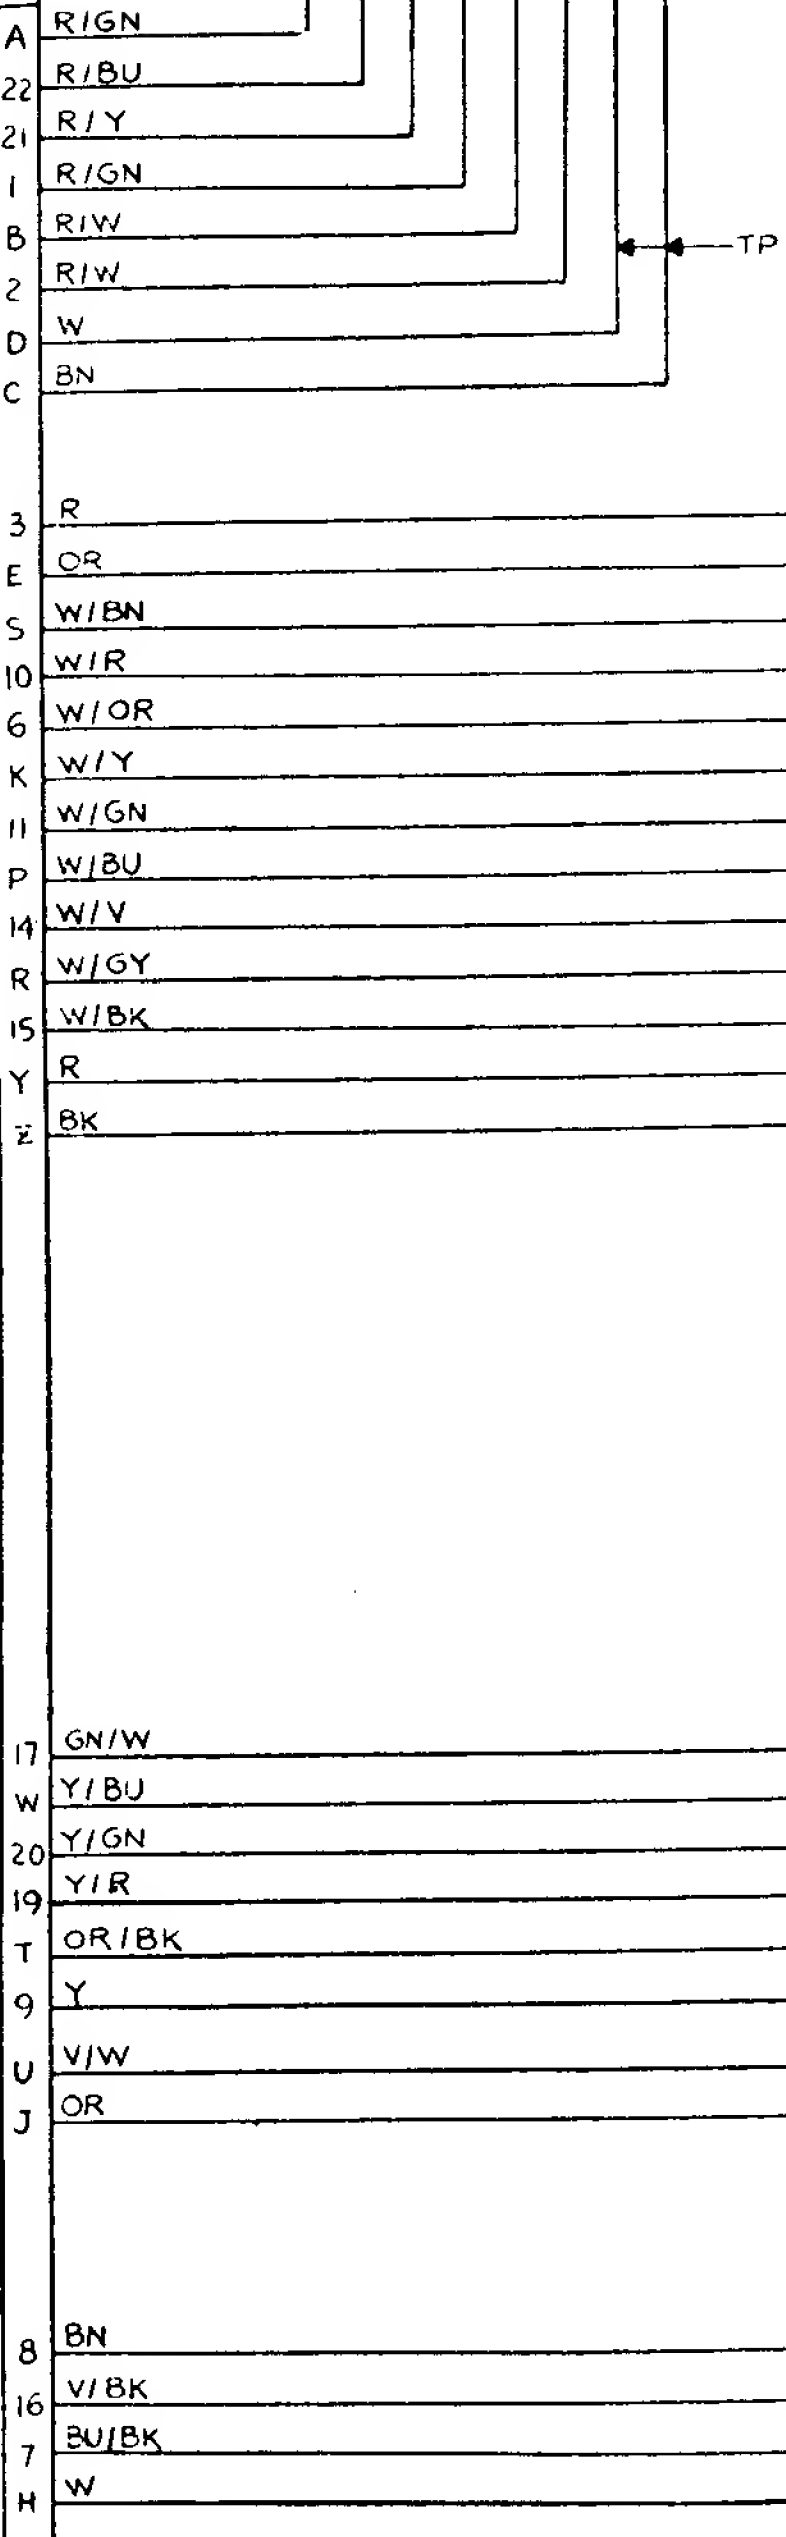 A R/GN
22 R/BU
21 R/Y
1 R/GN
B R/W
2 R/W
TP
D W
C BN
3 R
E OR
S W/BN
10 W/R
6 W/OR
K W/Y
11 W/GN
P W/BU
14 W/V
R W/GY
15 W/BK
Y R
Z BK
17 GN/W
W Y/BU
20 Y/GN
19 Y/R
T OR/BK
9 Y
U V/W
J OR
8 BN
16 V/BK
7 BU/BK
H W